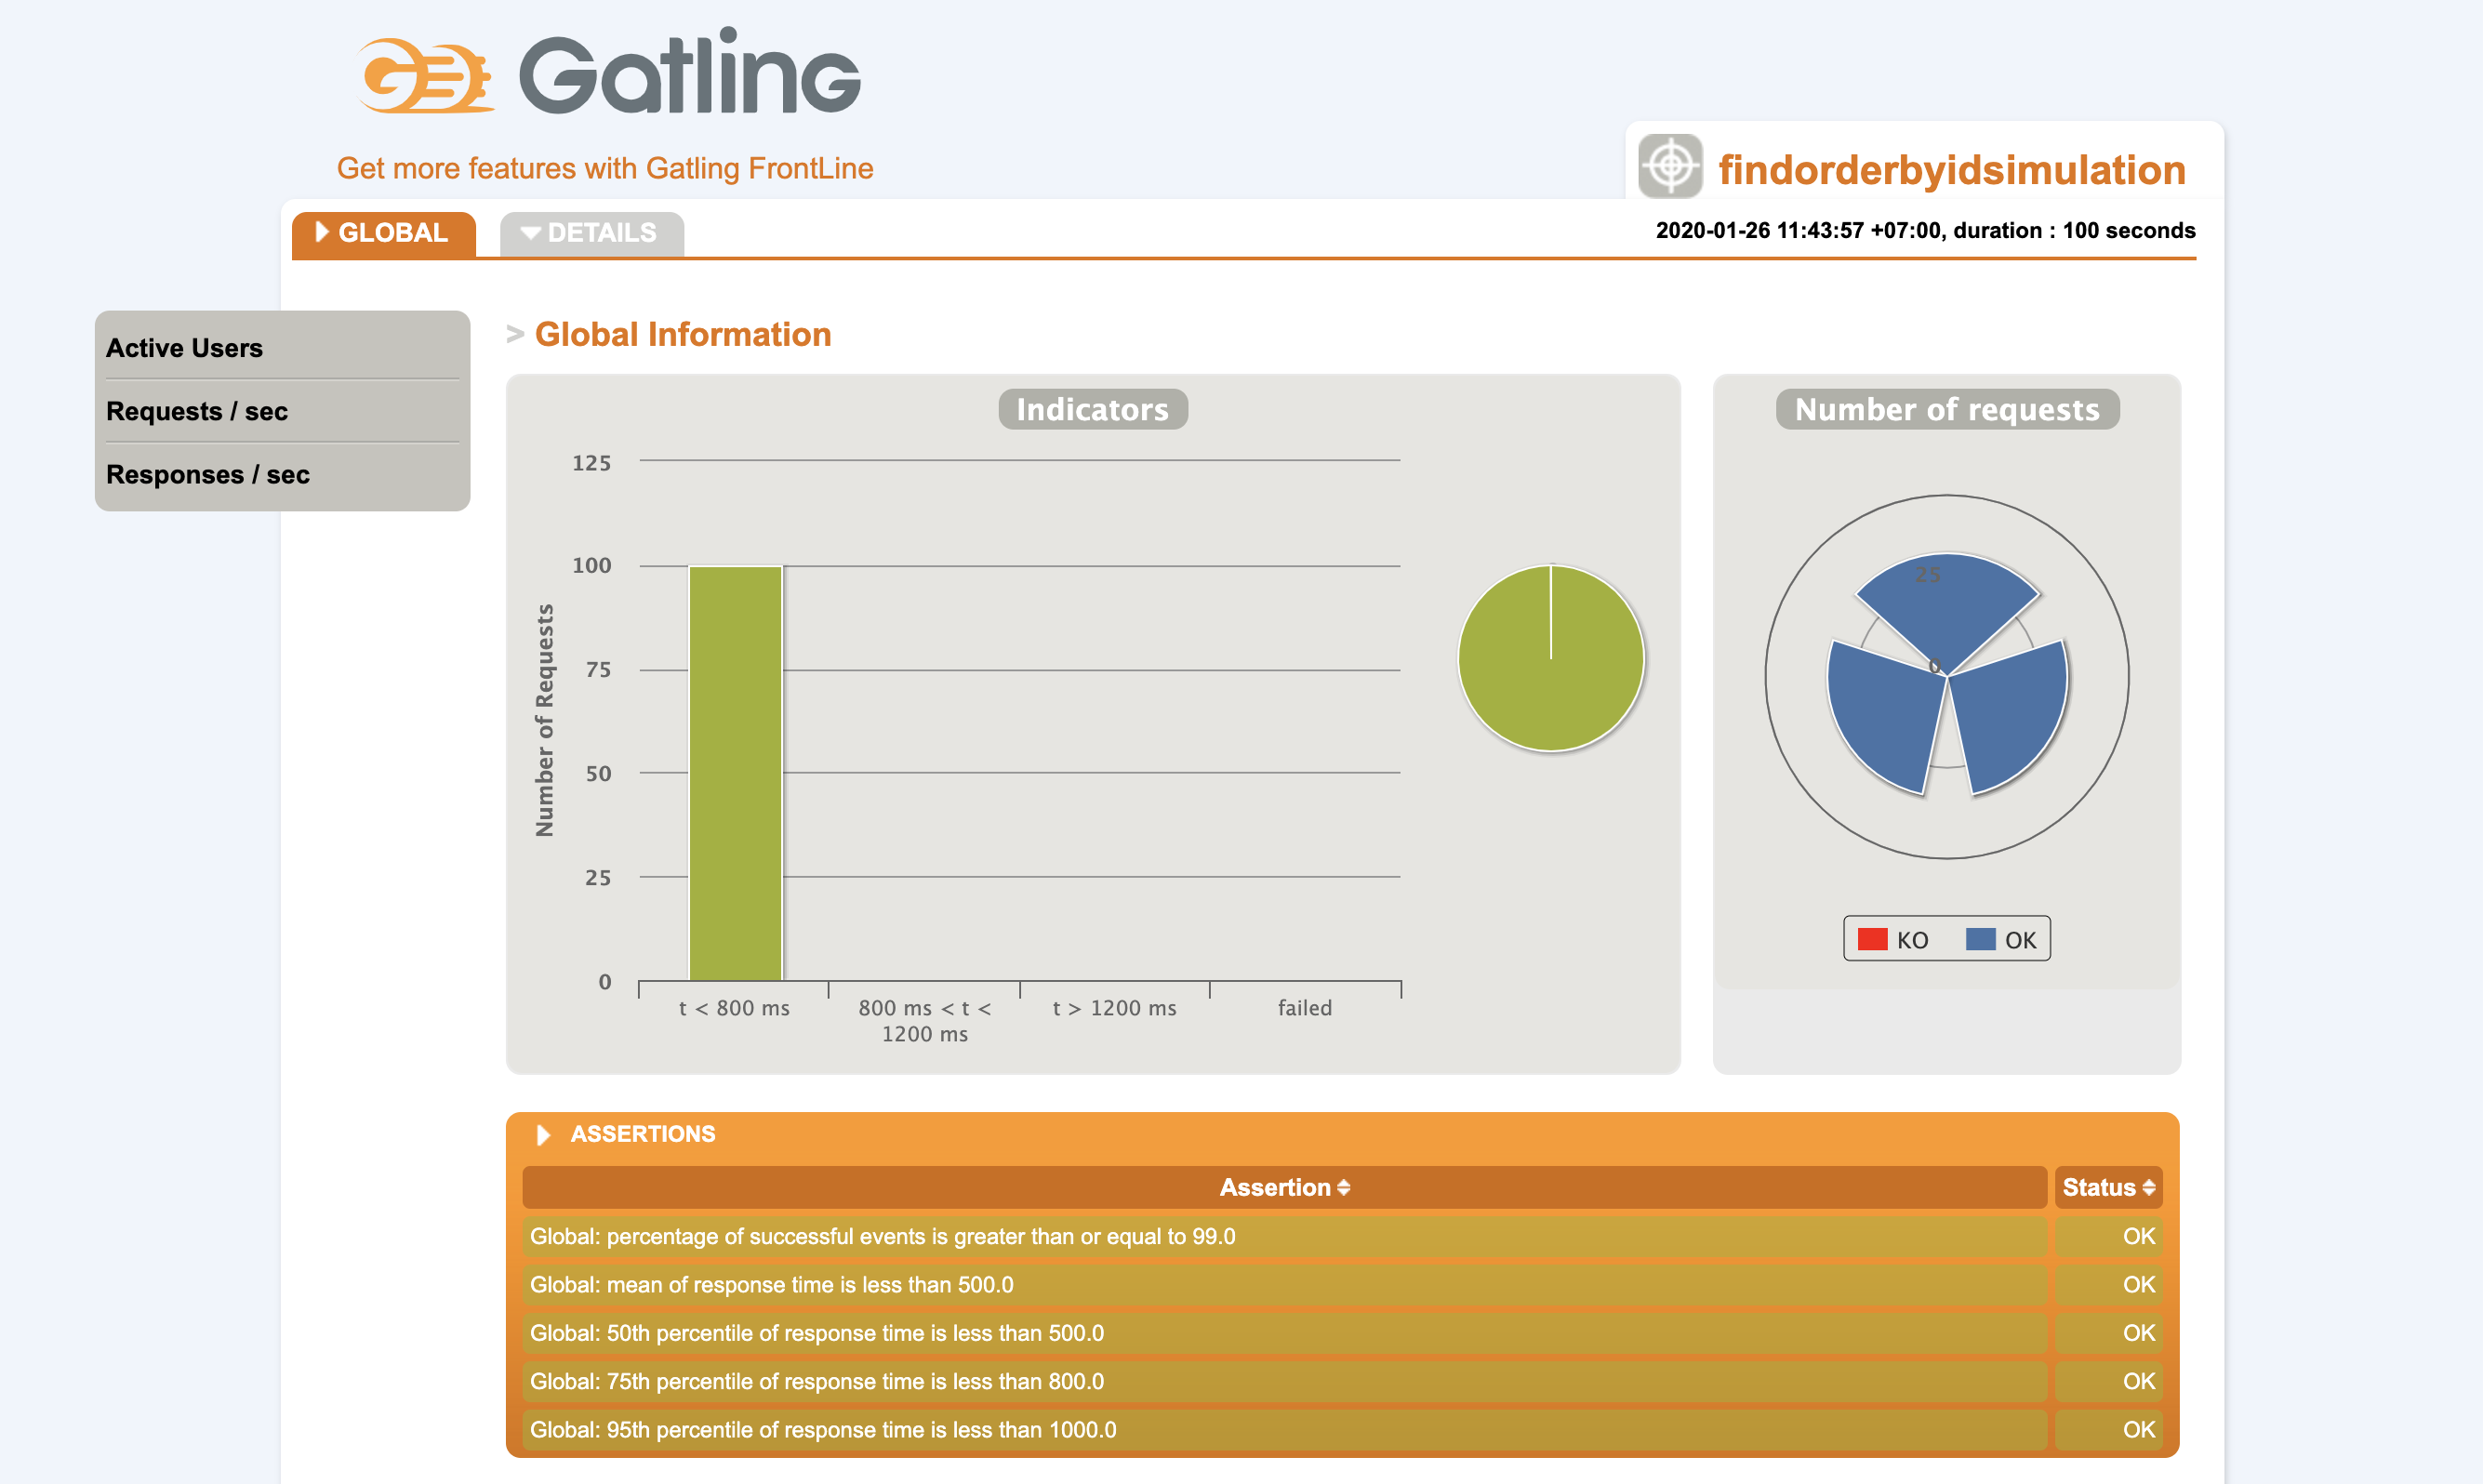 Gatling
Get more features with Gatling FrontLine
findorderbyidsimulation
GLOBAL
DETAILS
2020-01-26 11:43:57 +07:00, duration : 100 seconds
Active Users
Requests / sec
Responses / sec
> Global Information
Indicators
125
100
75
50
25
0
Number of Requests
t < 800 ms
800 ms < t <
1200 ms
t > 1200 ms
failed
Number of requests
25
0
KO
OK
ASSERTIONS
Assertion
Status
Global: percentage of successful events is greater than or equal to 99.0
OK
Global: mean of response time is less than 500.0
OK
Global: 50th percentile of response time is less than 500.0
OK
Global: 75th percentile of response time is less than 800.0
OK
Global: 95th percentile of response time is less than 1000.0
OK